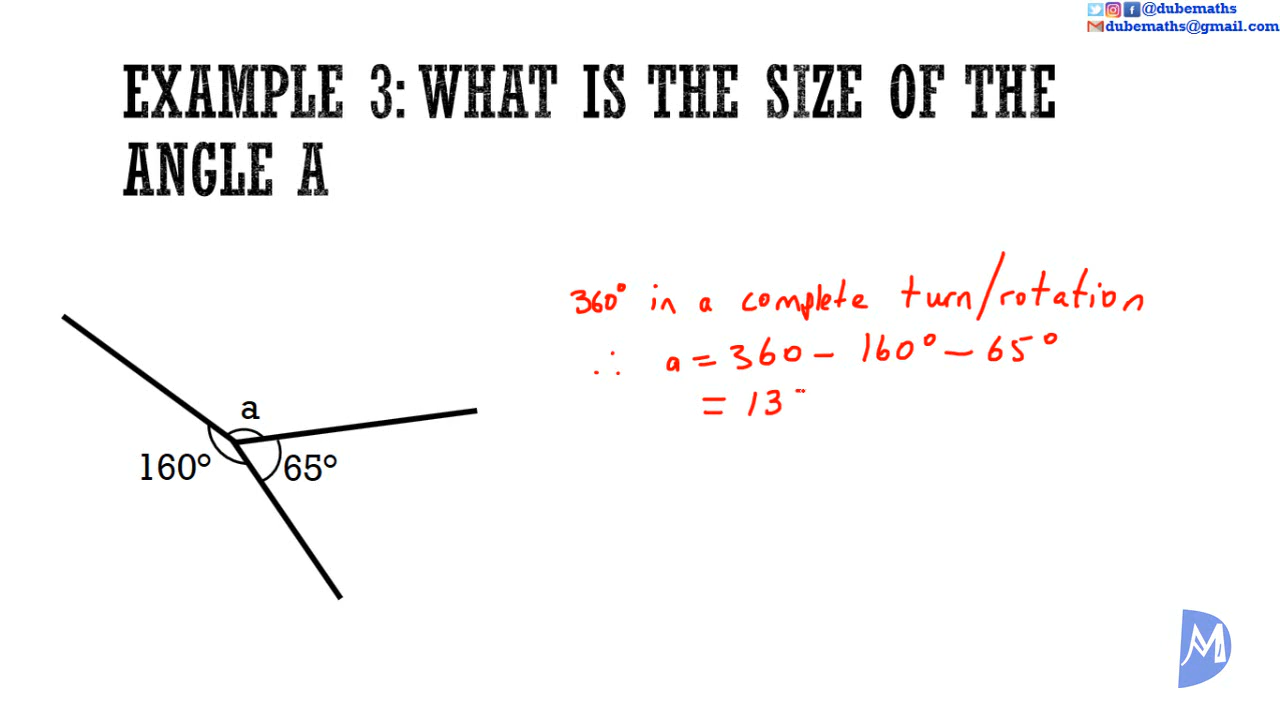 @dubemaths
dubemaths@gmail.com
EXAMPLE 3: WHAT IS THE SIZE OF THE
ANGLE A
360° in a complete turn/rotation
∴ a = 360 - 160° - 65°
= 13
a
160°
65°
M